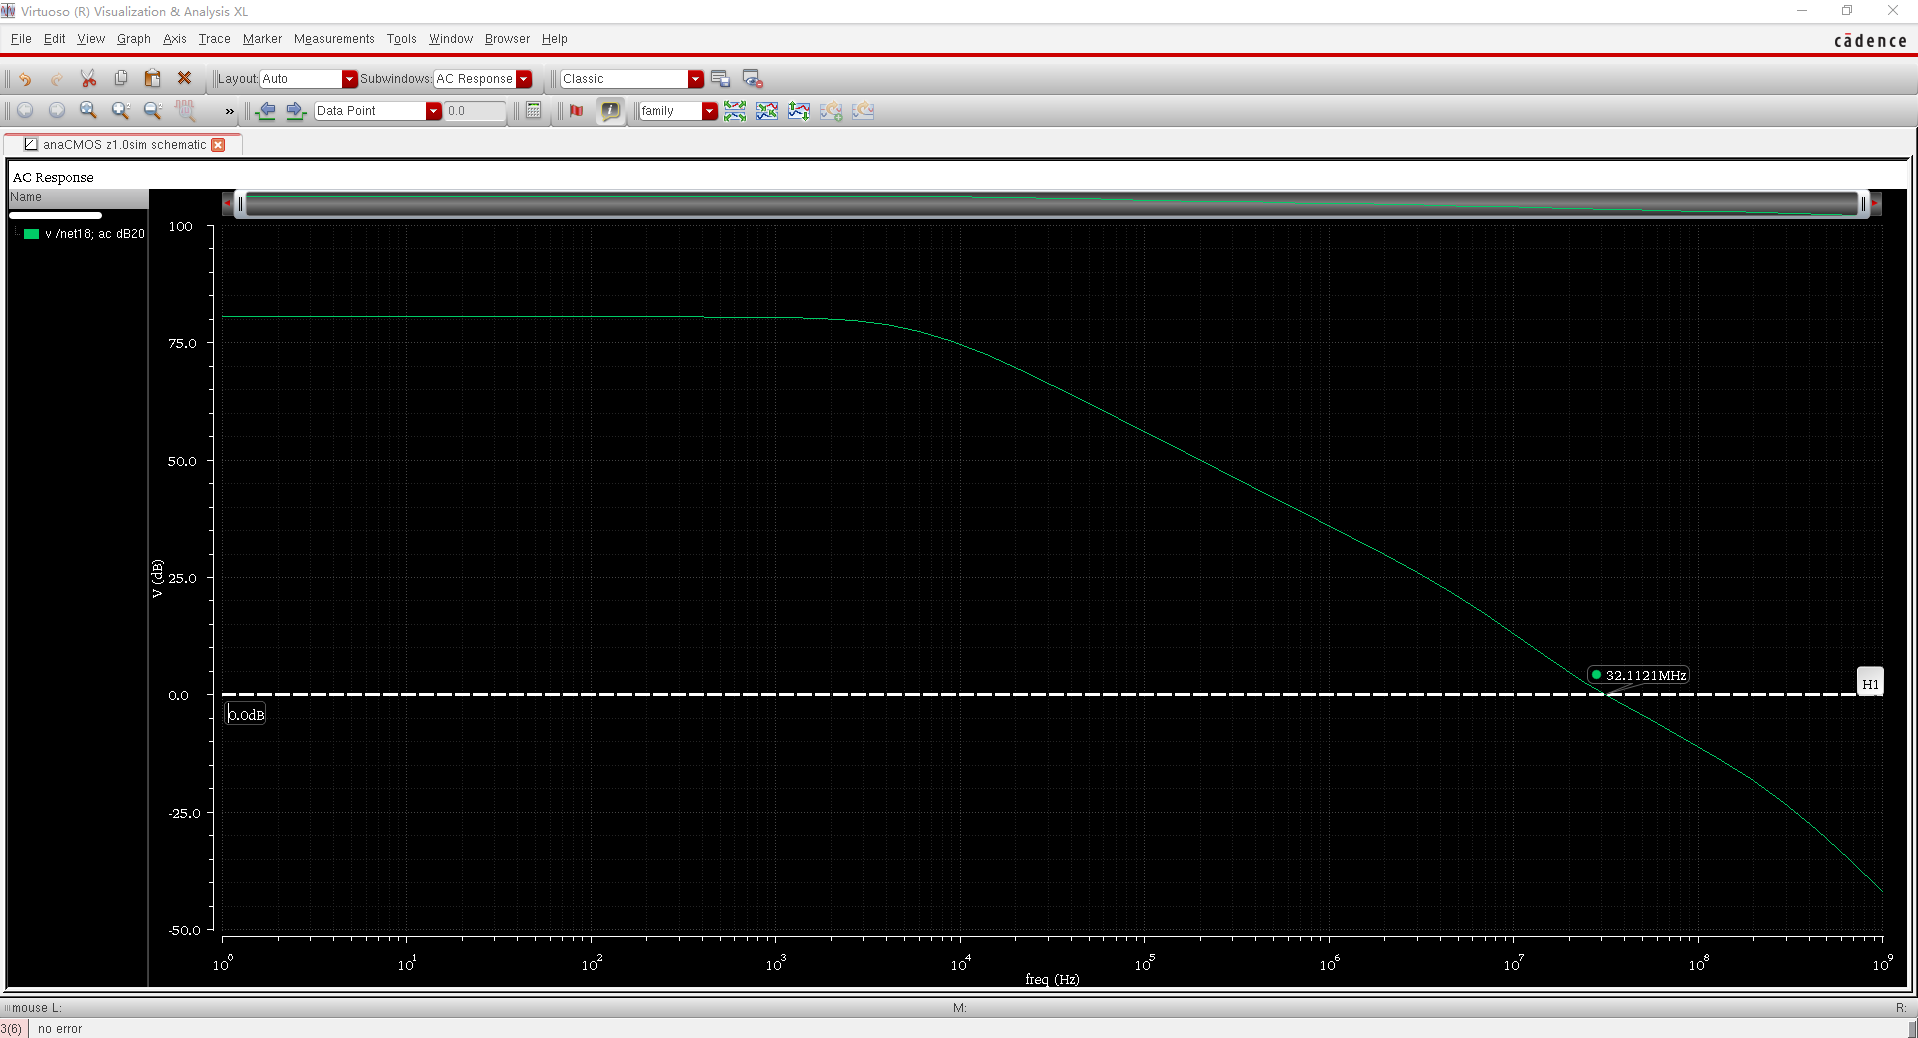 Virtuoso (R) Visualization & Analysis XL
File Edit View Graph Axis Trace Marker Measurements Tools Window Browser Help
cādence
Layout: Auto Subwindows: AC Response Classic
» Data Point 0.0 family
anaCMOS z1.0sim schematic
AC Response
Name
v /net18; ac dB20
100
75.0
50.0
25.0
0.0
-25.0
-50.0
V (dB)
32.1121MHz
H1
0.0dB
10^0 10^1 10^2 10^3 10^4 10^5 10^6 10^7 10^8 10^9
freq (Hz)
mouse L: M: R:
3(6) no error